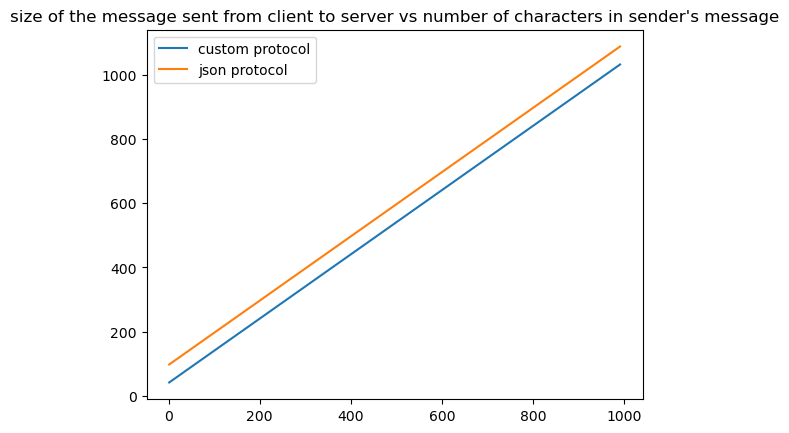 size of the message sent from client to server vs number of characters in sender's message
custom protocol
json protocol
1000
800
600
400
200
0
0 200 400 600 800 1000